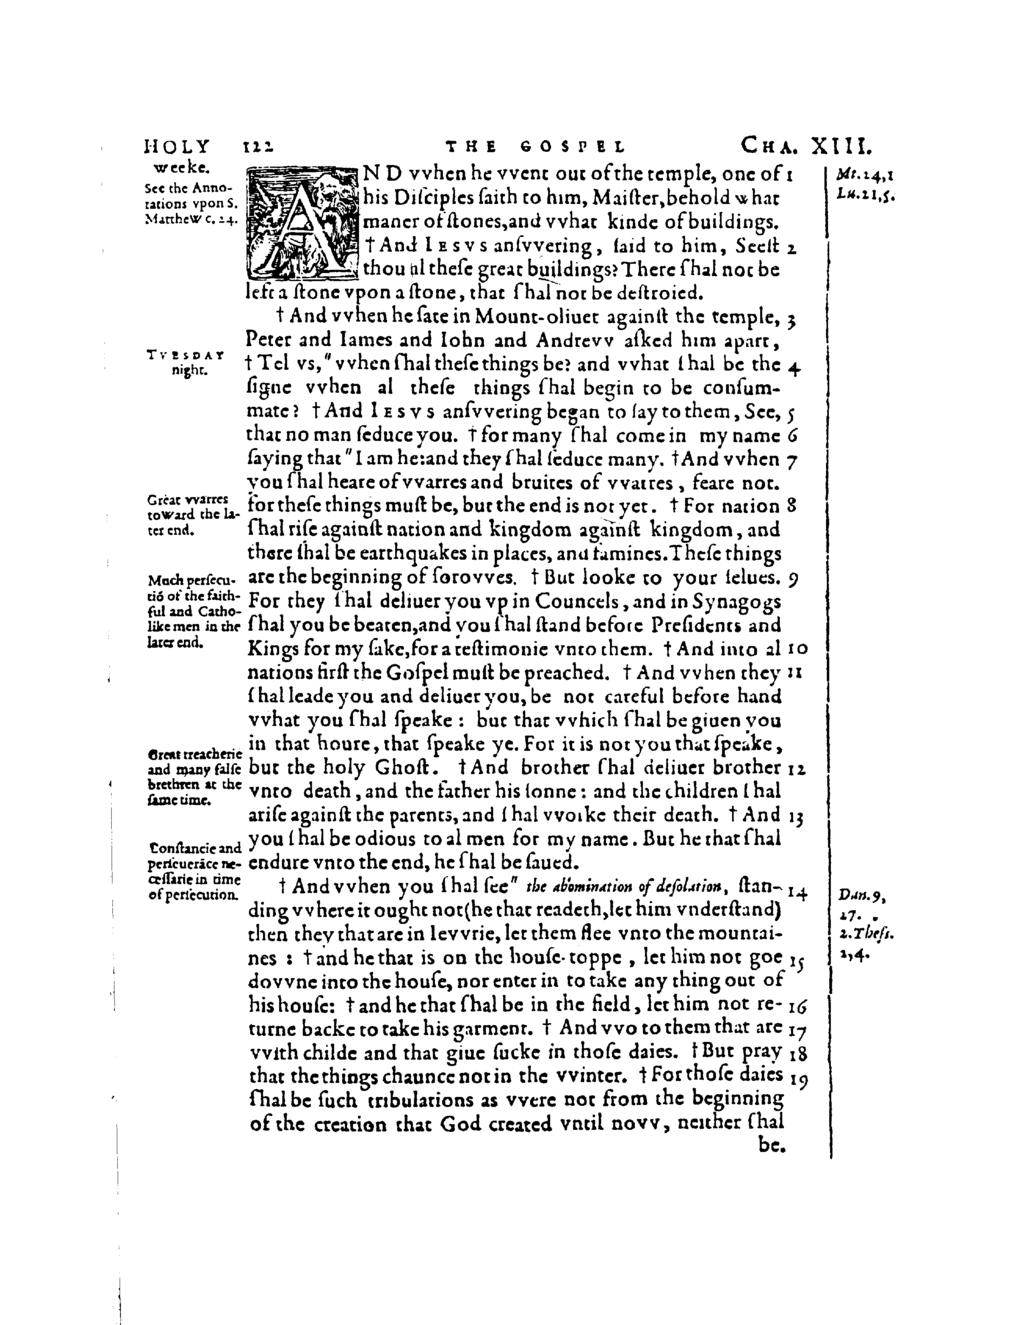 HOLY 122 THE GOSPEL CHA. XIII.
weeke.
See the Anno-
tations vpon S.
Matthew c. 24.
AND vvhen he vvent out of the temple, one of 1
his Diſciples ſaith to him, Maiſter, behold what
maner of ſtones, and vvhat kinde of buildings.
† And IESVS anſvvering, ſaid to him, Seeſt 2
thou al theſe great buildings? There ſhal not be
left a ſtone vpon a ſtone, that ſhal not be deſtroied.
† And vvhen he ſate in Mount-oliuet againſt the temple, 3
Peter and Iames and Iohn and Andrevv aſked him apart,
† Tel vs, " vvhen ſhal theſe things be? and vvhat ſhal be the 4
ſigne vvhen al theſe things ſhal begin to be conſum-
mate? † And IESVS anſvvering began to ſay to them, See, 5
that no man ſeduce you. † for many ſhal come in my name 6
ſaying that " I am he: and they ſhal ſeduce many. † And vvhen 7
you ſhal heare of vvarres and bruites of vvarres, feare not.
for theſe things muſt be, but the end is not yet. † For nation 8
ſhal riſe againſt nation and kingdom againſt kingdom, and
there ſhal be earthquakes in places, and famines. Theſe things
are the beginning of ſorovves. † But looke to your ſelues. 9
For they ſhal deliuer you vp in Councels, and in Synagogs
ſhal you be beaten, and you ſhal ſtand before Preſidents and
Kings for my ſake, for a teſtimonie vnto them. † And into al 10
nations firſt the Goſpel muſt be preached. † And vvhen they 11
ſhal leade you and deliuer you, be not careful before hand
vvhat you ſhal ſpeake: but that vvhich ſhal be giuen you
in that houre, that ſpeake ye. For it is not you that ſpeake,
but the holy Ghoſt. † And brother ſhal deliuer brother 12
vnto death, and the father his ſonne: and the children ſhal
ariſe againſt the parents, and ſhal vvorke their death. † And 13
you ſhal be odious to al men for my name. But he that ſhal
endure vnto the end, he ſhal be ſaued.
† And vvhen you ſhal ſee " the abomination of deſolation, ſtan- 14
ding vvhere it ought not (he that readeth, let him vnderſtand)
then they that are in Ievvrie, let them flee vnto the mountai-
nes: † and he that is on the houſe-toppe, let him not goe 15
dovvne into the houſe, nor enter in to take any thing out of
his houſe: † and he that ſhal be in the field, let him not re- 16
turne backe to take his garment. † And vvo to them that are 17
vvith childe and that giue ſucke in thoſe daies. † But pray 18
that the things chaunce not in the vvinter. † For thoſe daies 19
ſhal be ſuch tribulations as vvere not from the beginning
of the creation that God created vntil novv, neither ſhal
be.
TVESDAY
night.
Great vvarres
toward the la-
ter end.
Much perſecu-
tiō of the faith-
ful and Catho-
like men in the
later end.
Great treacherie
and many falſe
brethren at the
ſame time.
Conſtancie and
perſeuerāce ne-
ceſſarie in time
of perſecution.
Mt. 24,1
Lu. 21,5.
Dan. 9,
27.
2. Theſſ.
2,4.